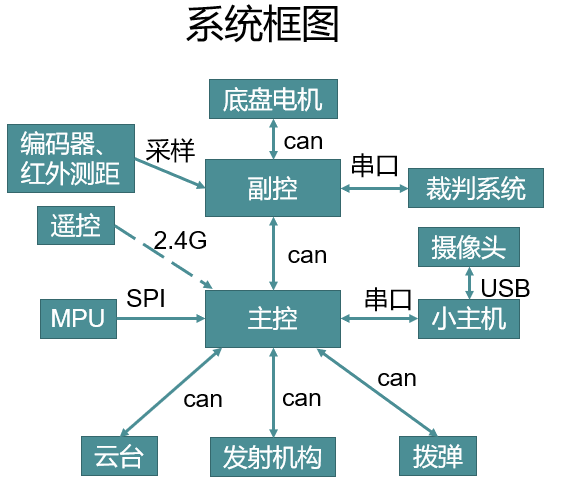 系统框图
底盘电机
can
编码器、
红外测距
采样
副控
串口
裁判系统
遥控
2.4G
can
摄像头
USB
MPU
SPI
主控
串口
小主机
can
can
can
云台
发射机构
拨弹